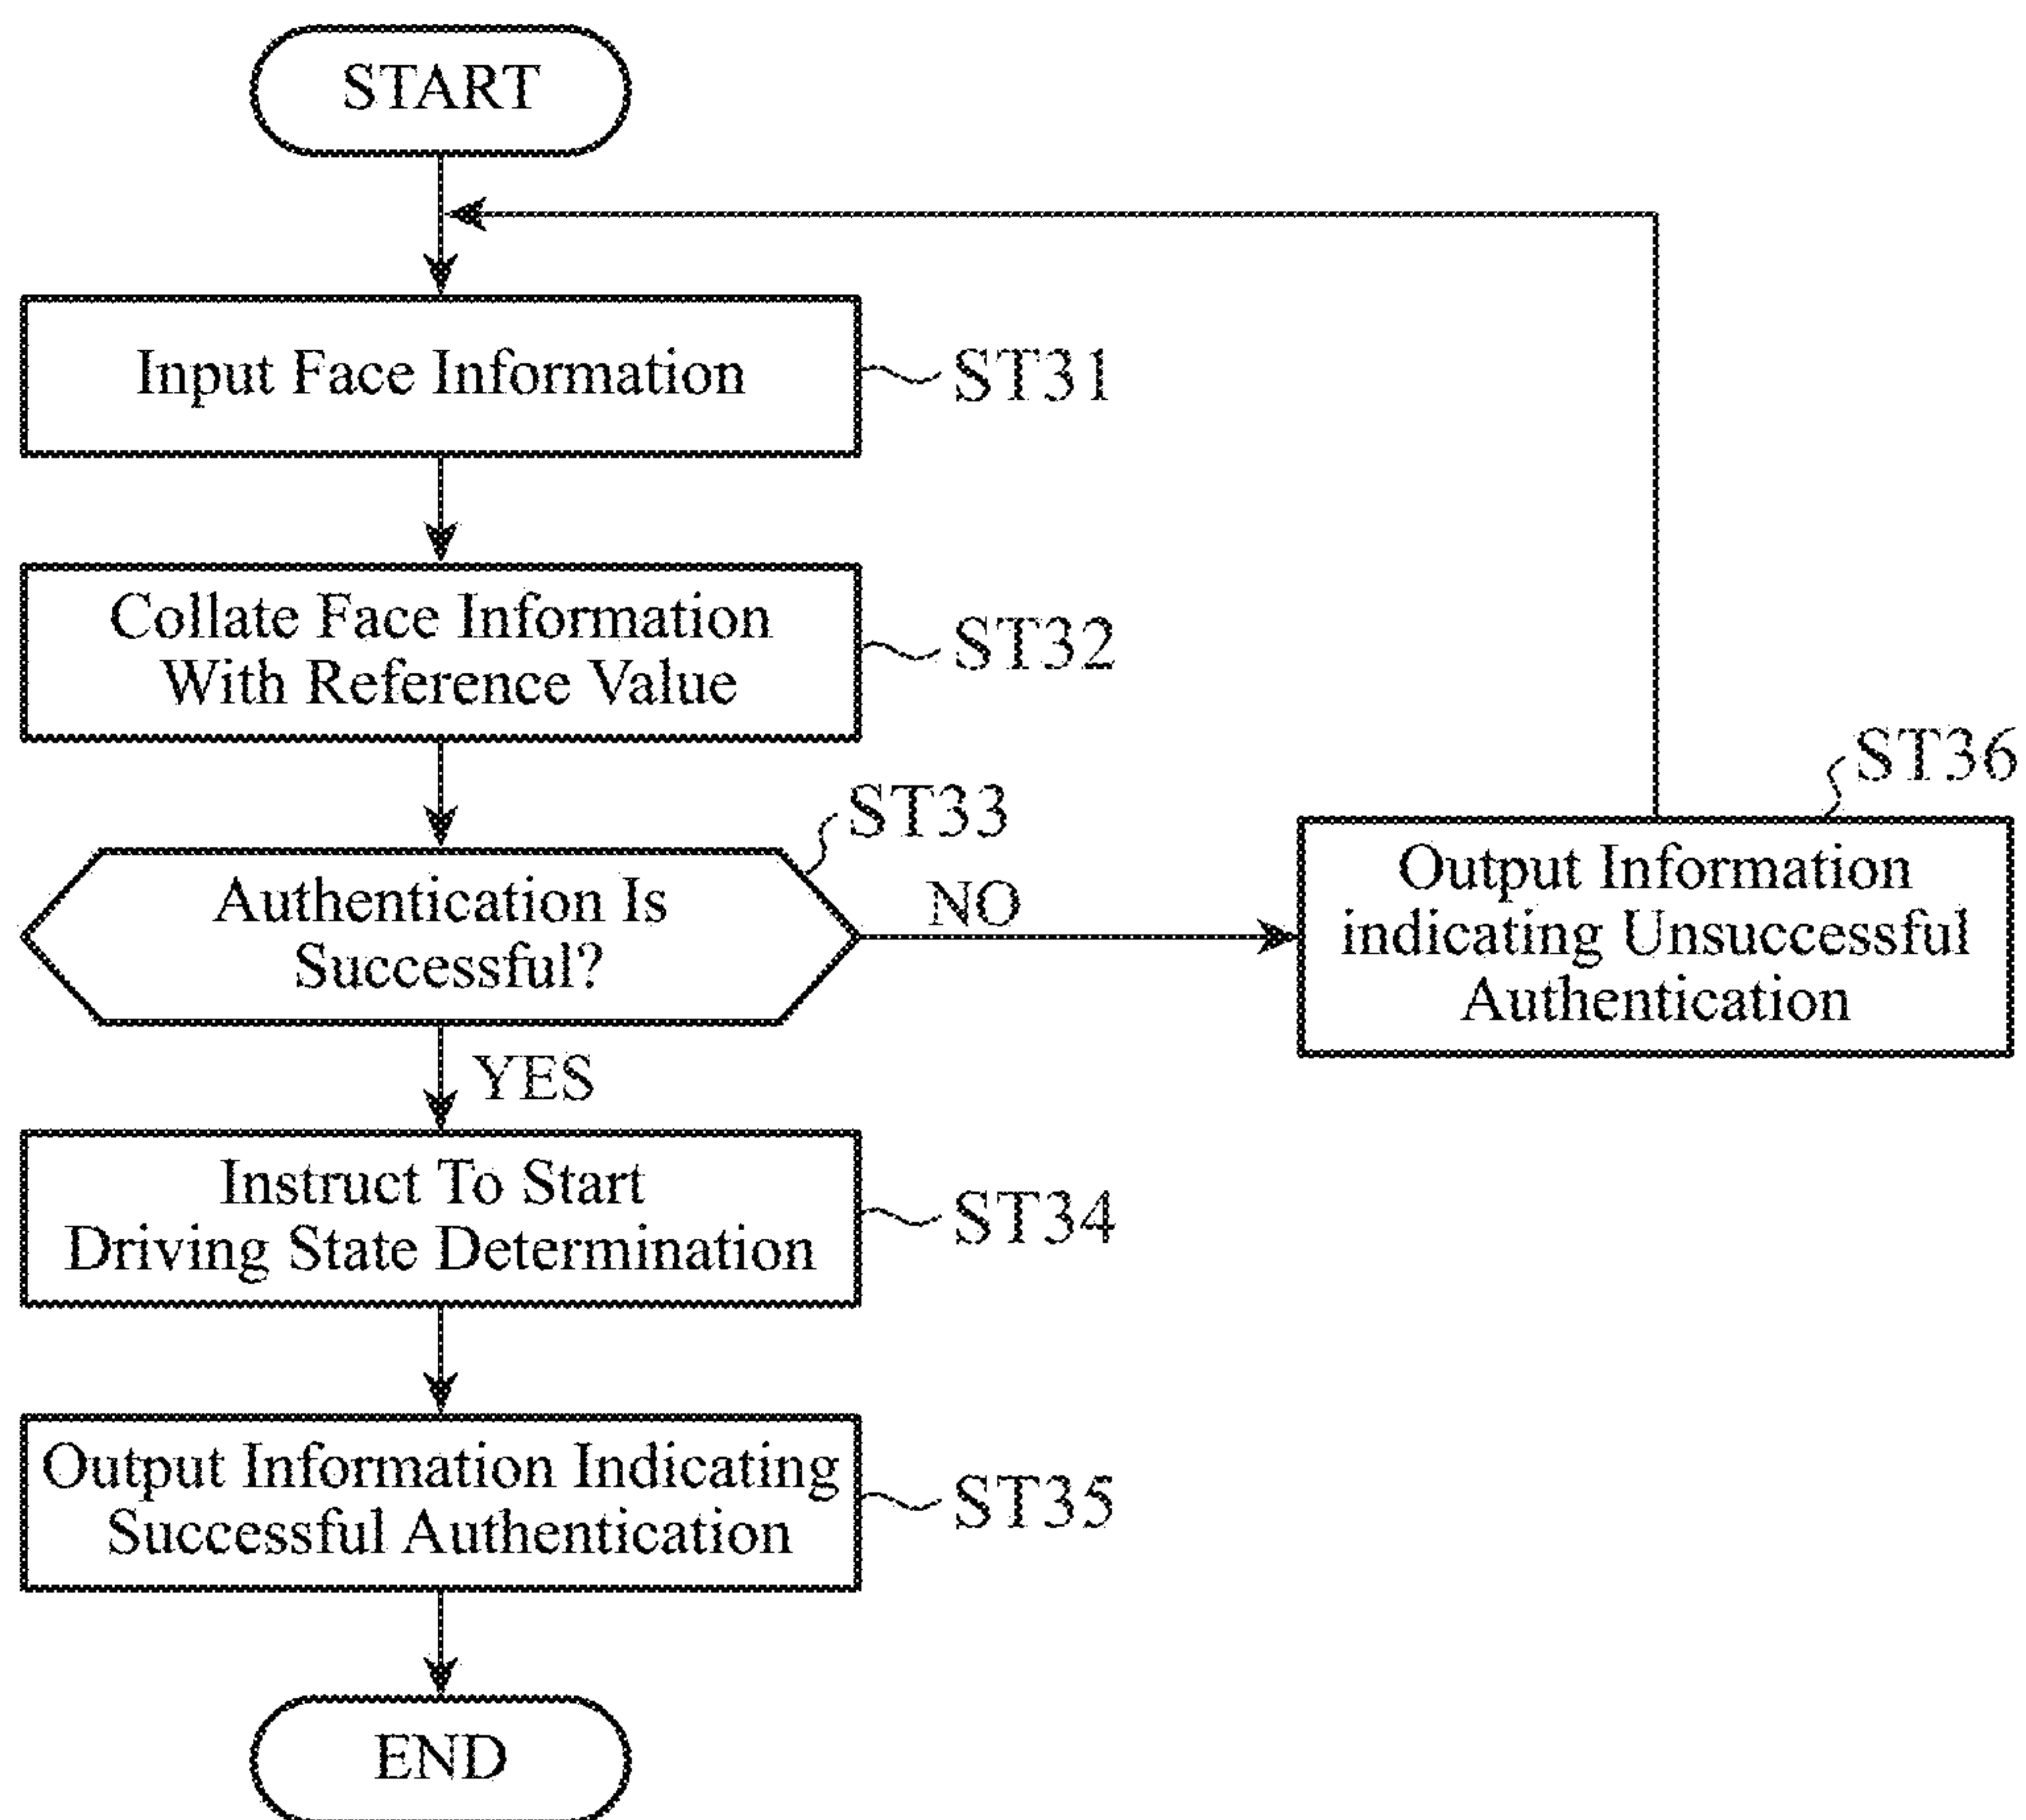 START
Input Face Information
ST31
Collate Face Information
With Reference Value
ST32
Authentication Is
Successful?
ST33
NO
YES
Output Information
indicating Unsuccessful
Authentication
ST36
Instruct To Start
Driving State Determination
ST34
Output Information Indicating
Successful Authentication
ST35
END